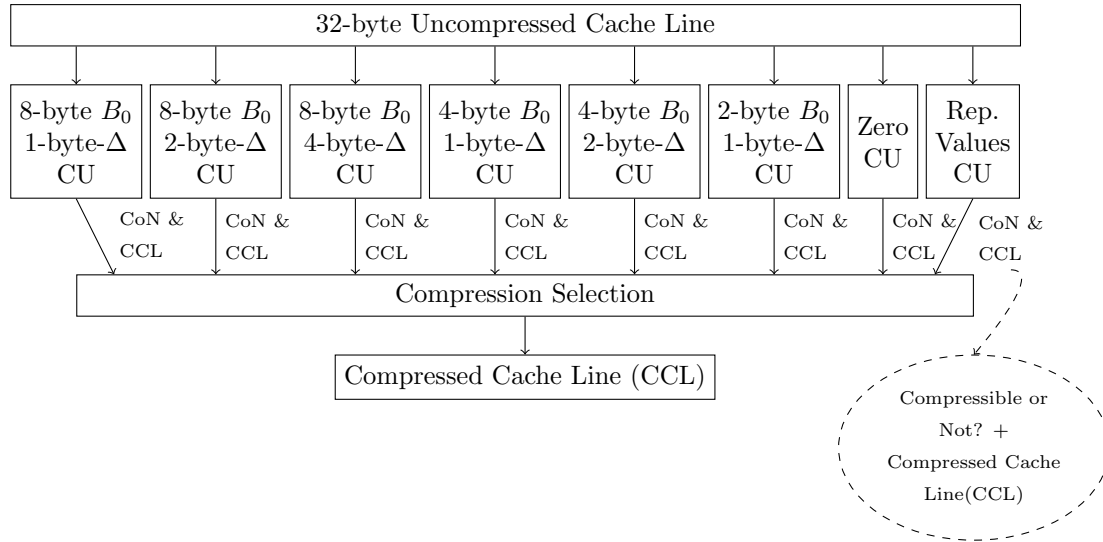 32-byte Uncompressed Cache Line
8-byte B₀
1-byte-Δ
CU
8-byte B₀
2-byte-Δ
CU
8-byte B₀
4-byte-Δ
CU
4-byte B₀
1-byte-Δ
CU
4-byte B₀
2-byte-Δ
CU
2-byte B₀
1-byte-Δ
CU
Zero
CU
Rep.
Values
CU
CoN &
CCL
CoN &
CCL
CoN &
CCL
CoN &
CCL
CoN &
CCL
CoN &
CCL
CoN &
CCL
CoN &
CCL
Compression Selection
Compressed Cache Line (CCL)
Compressible or
Not? +
Compressed Cache
Line(CCL)